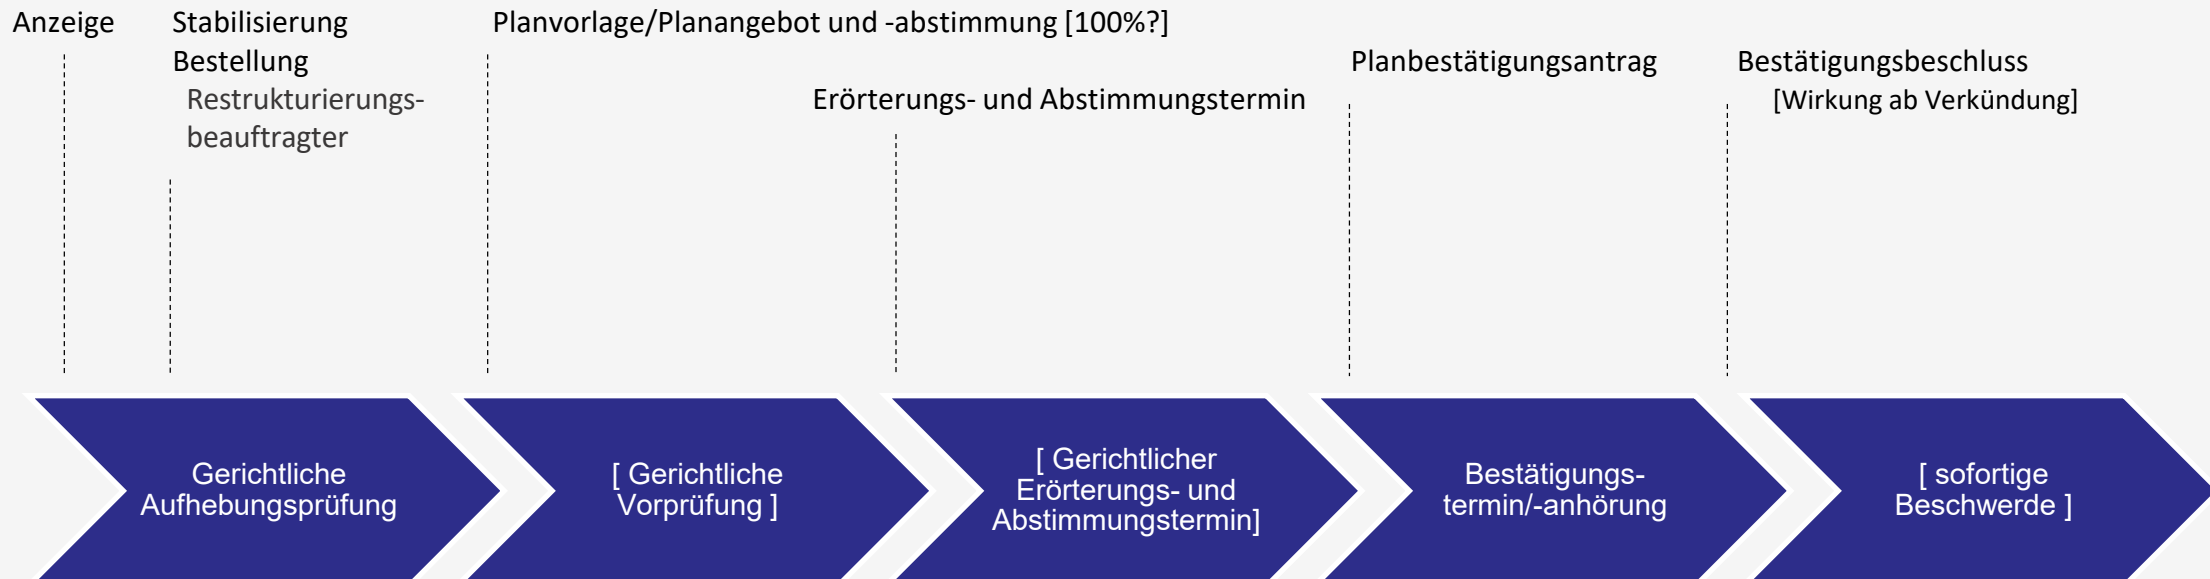 Anzeige
Stabilisierung
Bestellung
Restrukturierungs-
beauftragter
Planvorlage/Planangebot und -abstimmung [100%?]
Erörterungs- und Abstimmungstermin
Planbestätigungsantrag
Bestätigungsbeschluss
[Wirkung ab Verkündung]
Gerichtliche
Aufhebungsprüfung
[ Gerichtliche
Vorprüfung ]
[ Gerichtlicher
Erörterungs- und
Abstimmungstermin]
Bestätigungs-
termin/-anhörung
[ sofortige
Beschwerde ]